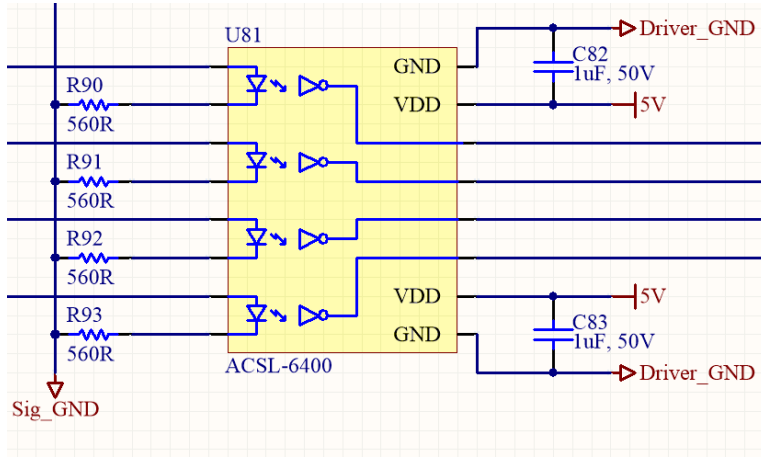 U81
Driver_GND
GND
C82
1uF, 50V
R90
VDD
5V
560R
R91
560R
R92
560R
VDD
5V
R93
GND
C83
1uF, 50V
560R
ACSL-6400
Driver_GND
Sig_GND